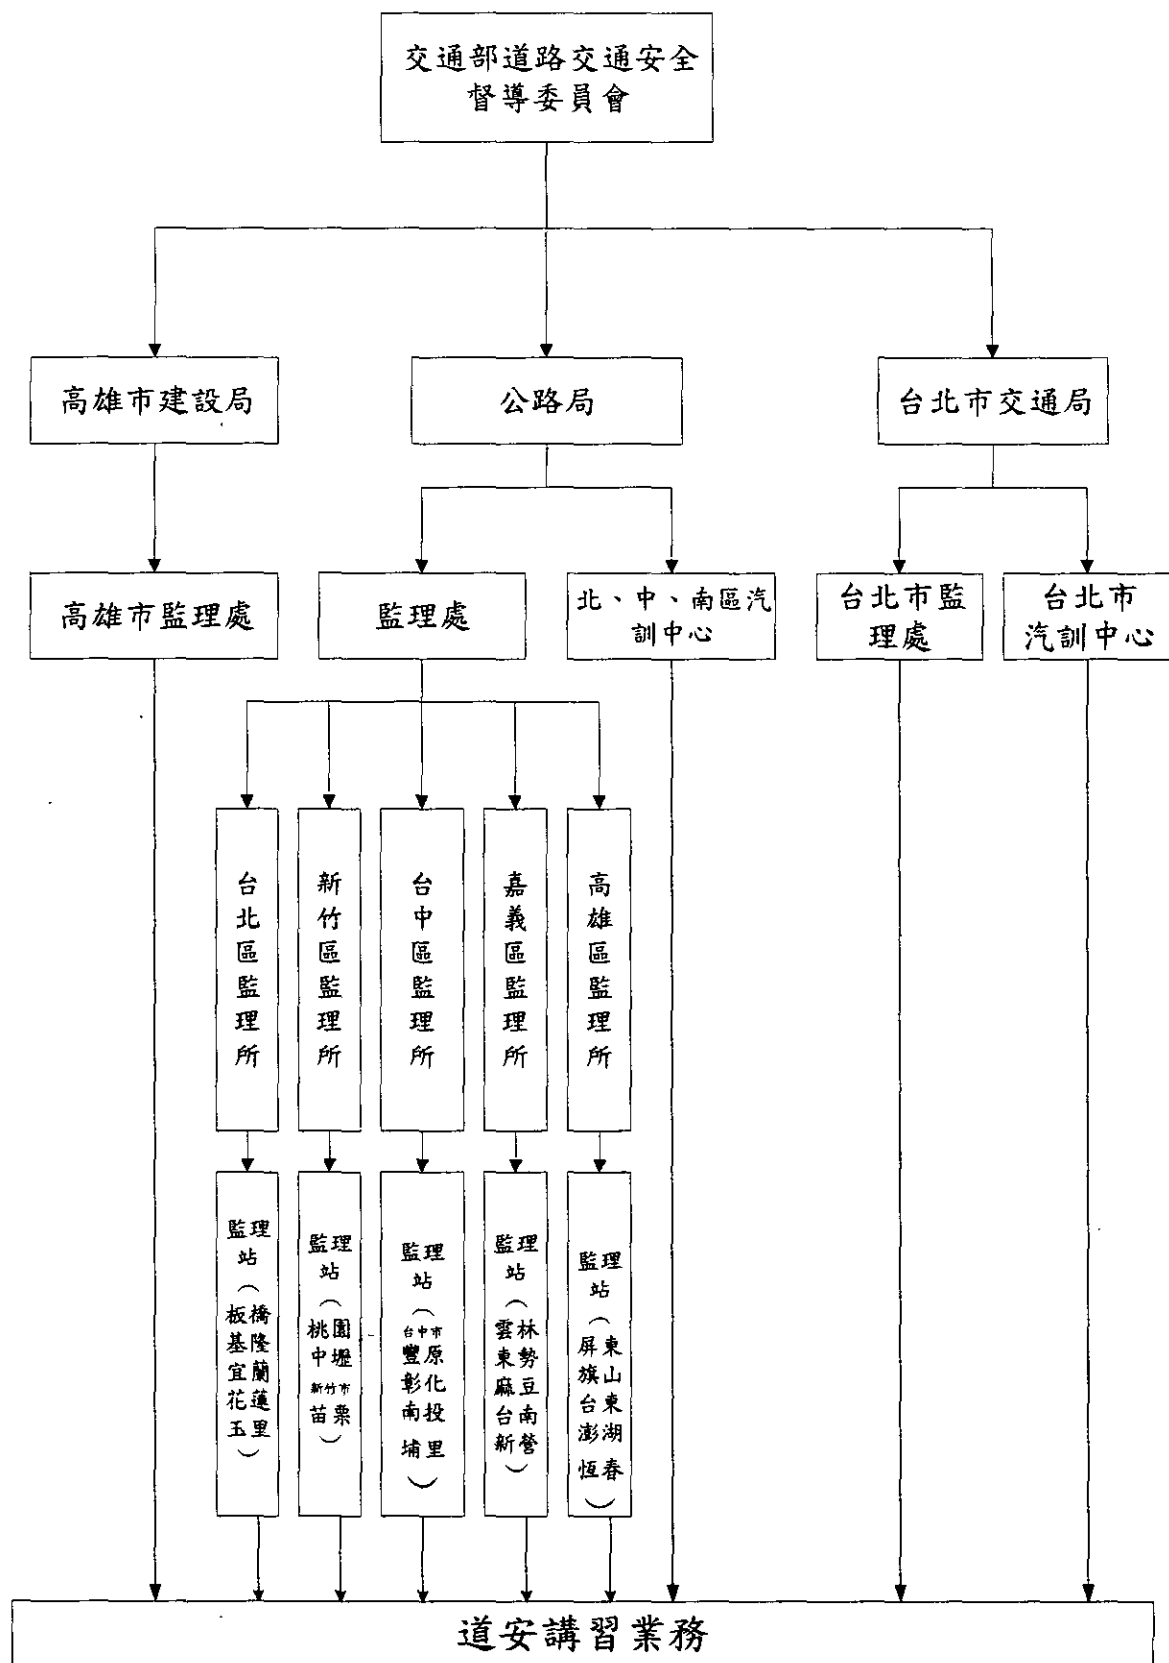 交通部道路交通安全
督導委員會
高雄市建設局
公路局
台北市交通局
高雄市監理處
監理處
北、中、南區汽
訓中心
台北市監
理處
台北市
汽訓中心
台北區監理所
新竹區監理所
台中區監理所
嘉義區監理所
高雄區監理所
監理
站
（
板橋
基隆
宜蘭
花蓮
玉里
）
監理
站
（
桃園
中壢
新竹市
苗栗
）
監理
站
（
台中市
豐原
彰化
南投
埔里
）
監理
站
（
雲林
東勢
麻豆
台南
新營
）
監理
站
（
屏東
旗山
台東
澎湖
恆春
）
道安講習業務